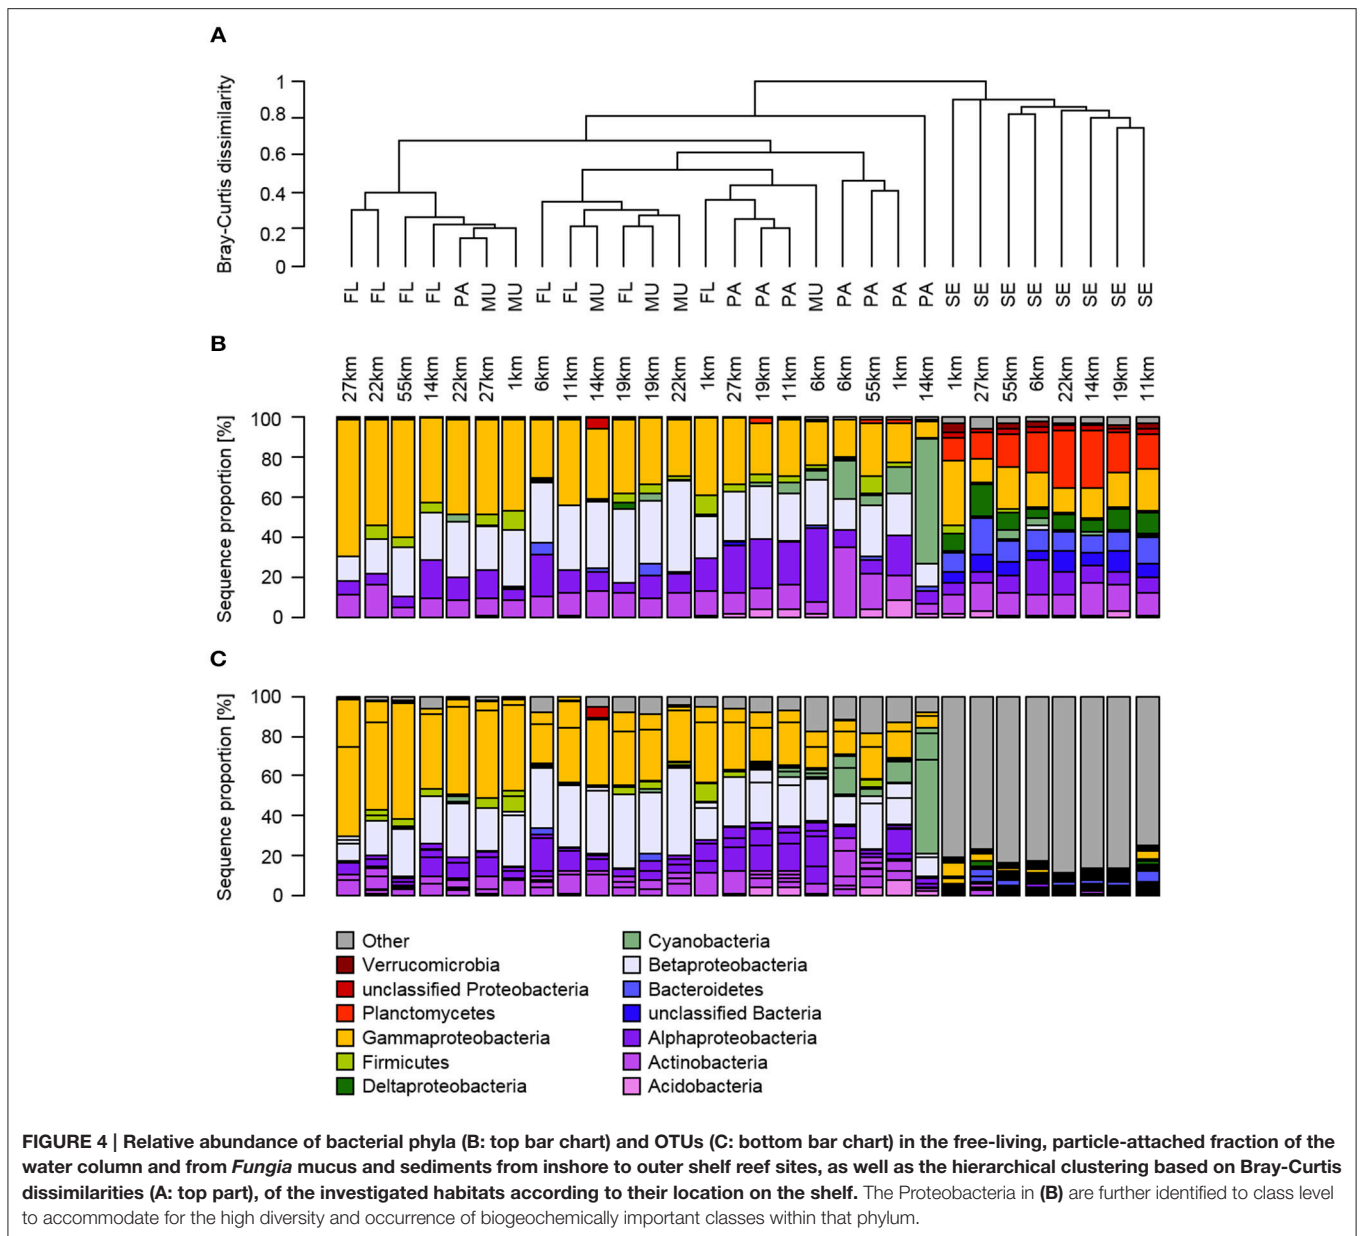 A
Bray-Curtis dissimilarity
1
0.8
0.6
0.4
0.2
0
FL FL FL FL PA MU MU FL FL MU FL MU MU FL PA PA PA MU PA PA PA PA SE SE SE SE SE SE SE SE
B
27km 22km 55km 14km 22km 27km 1km 6km 11km 14km 19km 19km 22km 1km 27km 19km 11km 6km 6km 55km 1km 14km 1km 27km 55km 6km 22km 14km 19km 11km
Sequence proportion [%]
100
80
60
40
20
0
C
Sequence proportion [%]
100
80
60
40
20
0
Other
Verrucomicrobia
unclassified Proteobacteria
Planctomycetes
Gammaproteobacteria
Firmicutes
Deltaproteobacteria
Cyanobacteria
Betaproteobacteria
Bacteroidetes
unclassified Bacteria
Alphaproteobacteria
Actinobacteria
Acidobacteria
FIGURE 4 | Relative abundance of bacterial phyla (B: top bar chart) and OTUs (C: bottom bar chart) in the free-living, particle-attached fraction of the
water column and from Fungia mucus and sediments from inshore to outer shelf reef sites, as well as the hierarchical clustering based on Bray-Curtis
dissimilarities (A: top part), of the investigated habitats according to their location on the shelf. The Proteobacteria in (B) are further identified to class level
to accommodate for the high diversity and occurrence of biogeochemically important classes within that phylum.